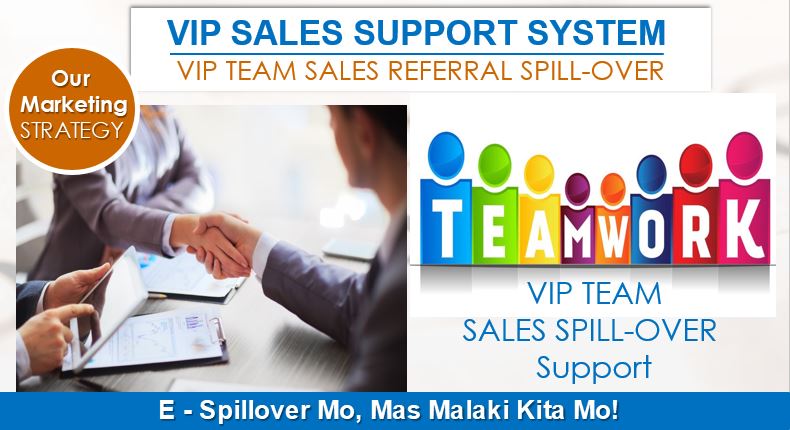 VIP SALES SUPPORT SYSTEM
VIP TEAM SALES REFERRAL SPILL-OVER
Our
Marketing
STRATEGY
TEAMWORK
VIP TEAM
SALES SPILL-OVER
Support
E - Spillover Mo, Mas Malaki Kita Mo!